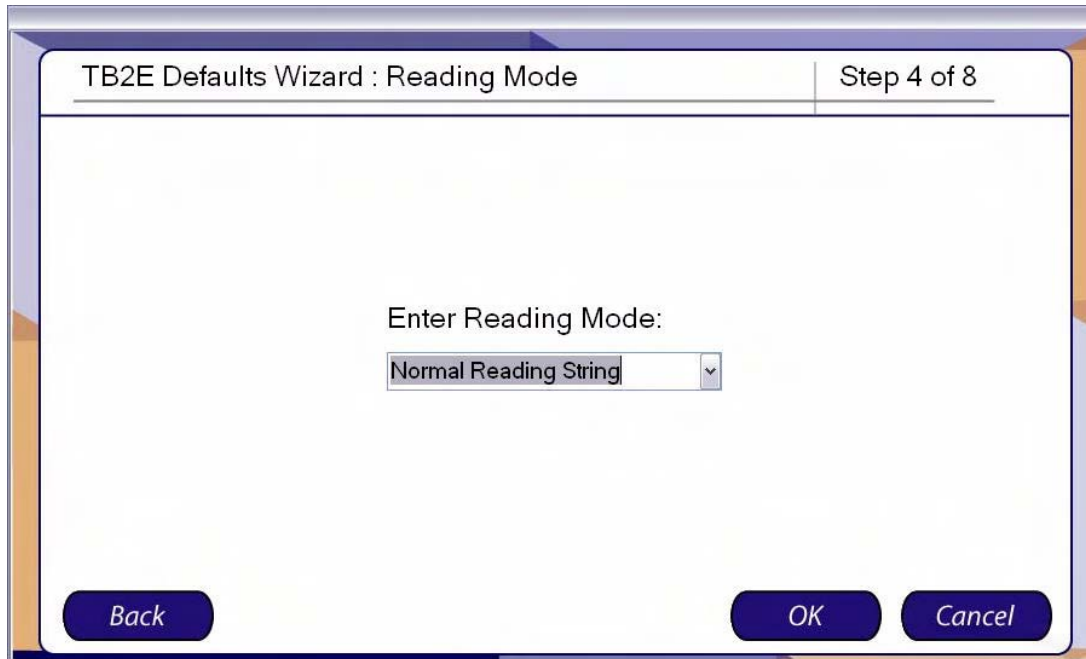 TB2E Defaults Wizard : Reading Mode
Step 4 of 8
Enter Reading Mode:
Normal Reading String
Back
OK
Cancel